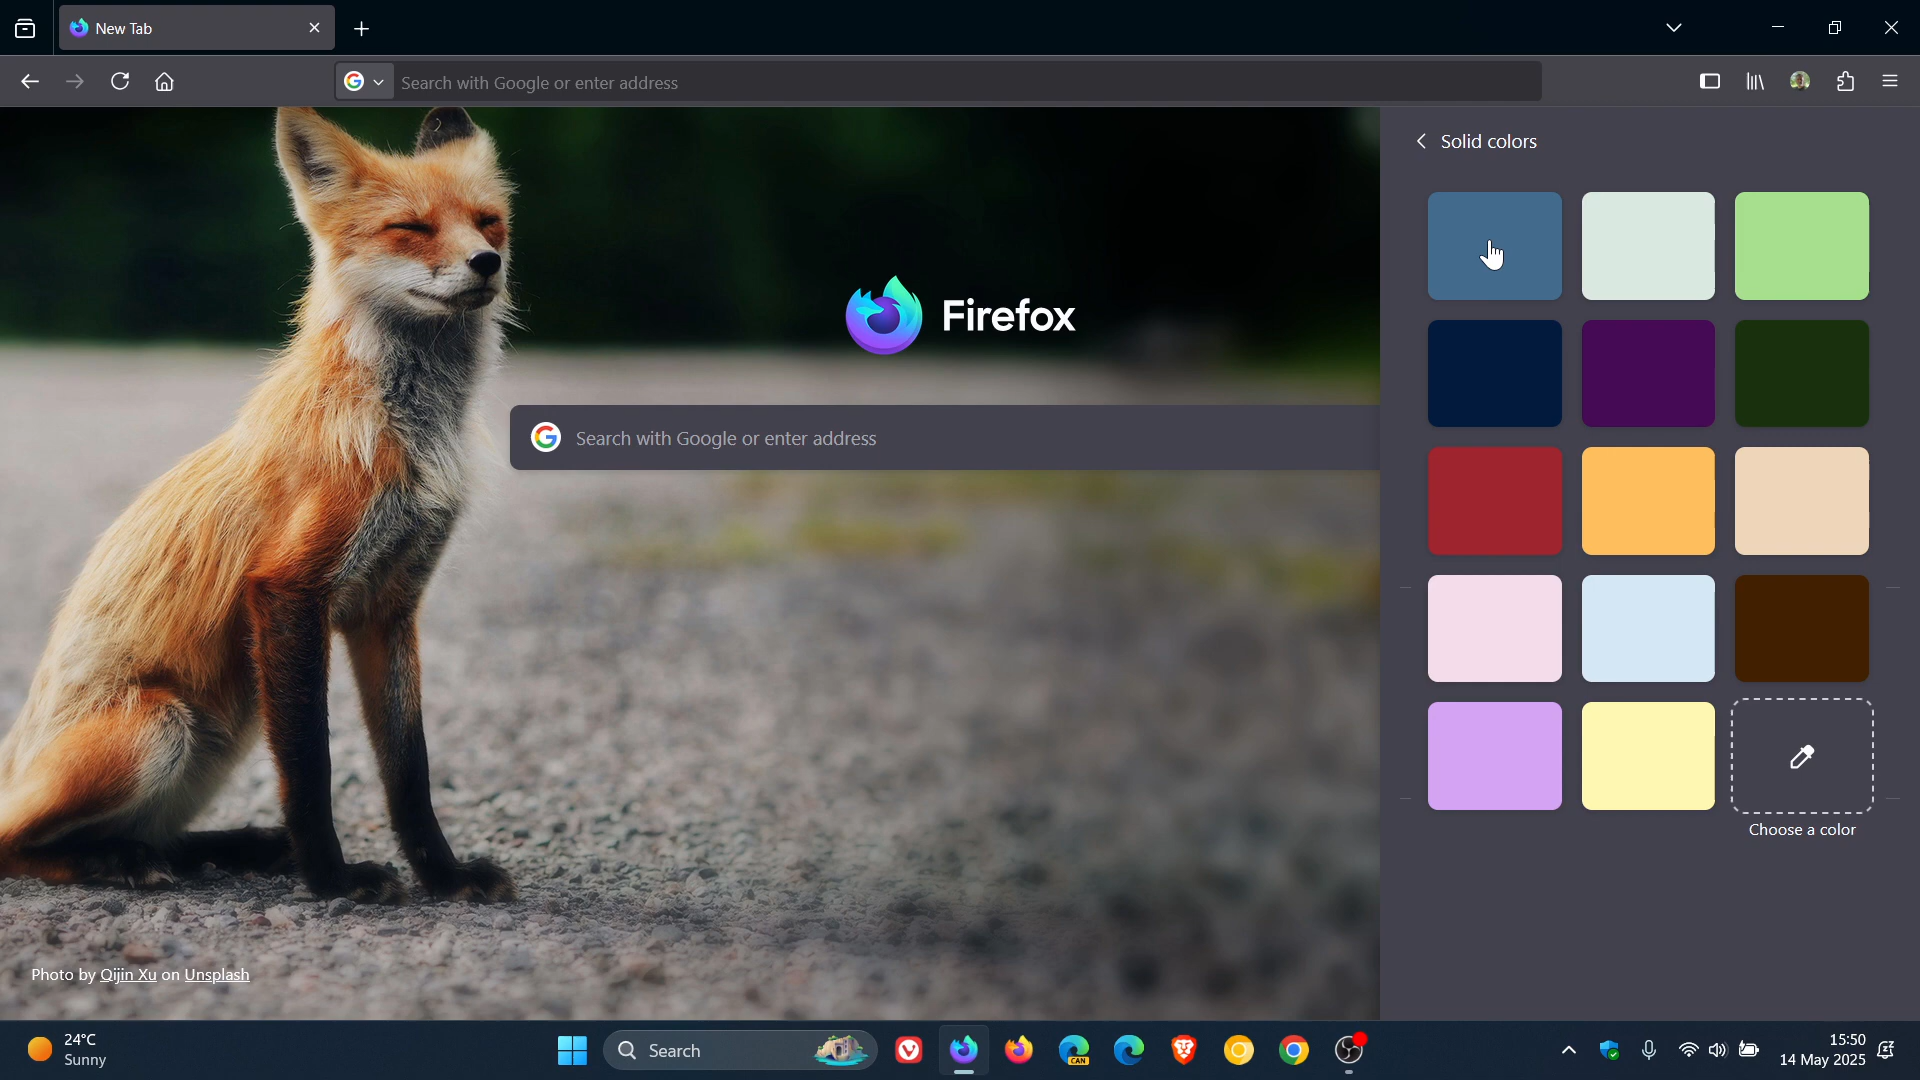 New Tab
Search with Google or enter address
Solid colors
Firefox
Search with Google or enter address
Choose a color
Photo by Qijin Xu on Unsplash
24°C
Sunny
Search
CAN
15:50
14 May 2025